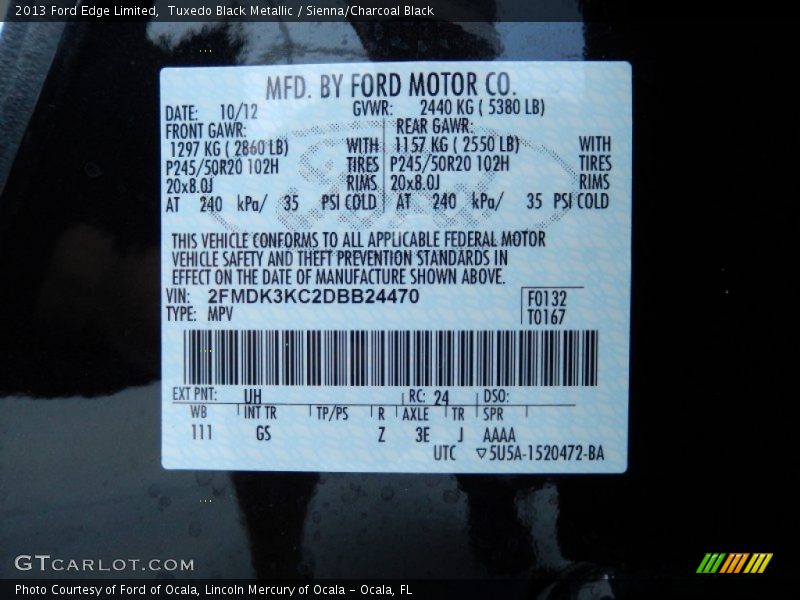 2013 Ford Edge Limited,  Tuxedo Black Metallic / Sienna/Charcoal Black
MFD. BY FORD MOTOR CO.
DATE: 10/12 GVWR: 2440 KG ( 5380 LB)
FRONT GAWR: REAR GAWR:
1297 KG ( 2860 LB) WITH 1157 KG ( 2550 LB) WITH
P245/50R20 102H TIRES P245/50R20 102H TIRES
20x8.0J RIMS 20x8.0J RIMS
AT 240 kPa/ 35 PSI COLD AT 240 kPa/ 35 PSI COLD
THIS VEHICLE CONFORMS TO ALL APPLICABLE FEDERAL MOTOR
VEHICLE SAFETY AND THEFT PREVENTION STANDARDS IN
EFFECT ON THE DATE OF MANUFACTURE SHOWN ABOVE.
VIN: 2FMDK3KC2DBB24470 F0132
TYPE: MPV T0167
EXT PNT: UH RC: 24 DSO:
WB INT TR TP/PS R AXLE TR SPR
111 GS Z 3E J AAAA
UTC ▽5U5A-1520472-BA
GTCARLOT.COM
Photo Courtesy of Ford of Ocala, Lincoln Mercury of Ocala - Ocala, FL